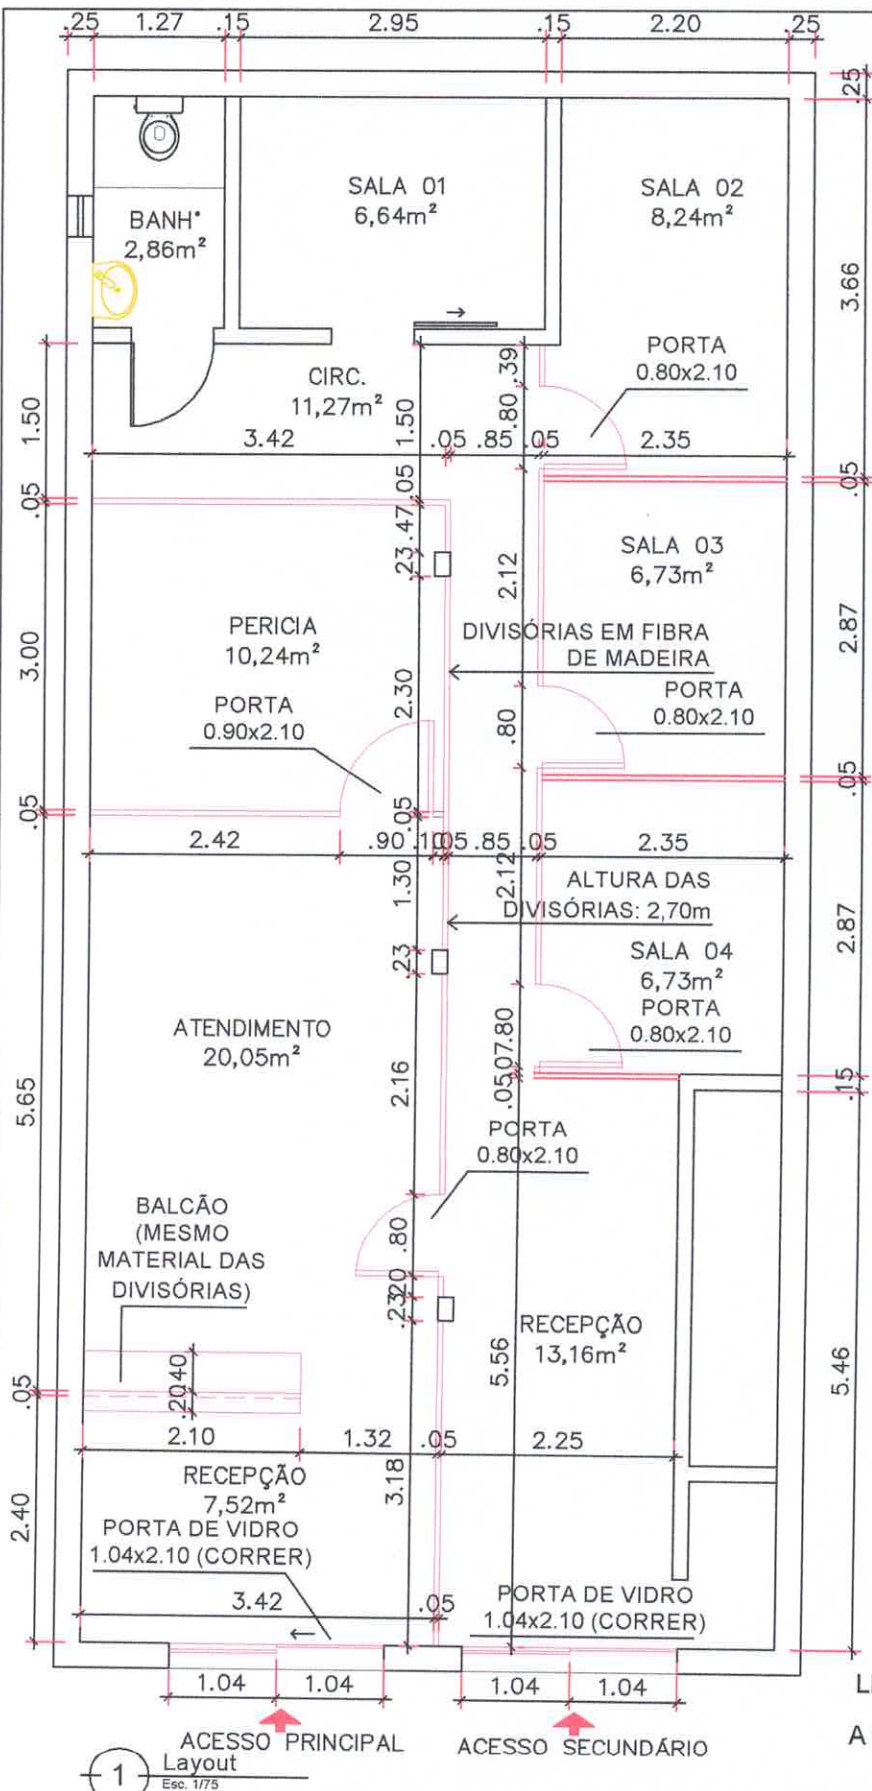 .25 1.27 .15 2.95 .15 2.20 .25
.25
SALA 01
6,64m²
SALA 02
8,24m²
BANHº
2,86m²
3.66
PORTA
0.80x2.10
.39
CIRC.
11,27m²
1.50
1.50
.80
3.42 .05 .85 .05 2.35
.05
.05
.05
.47
.23
SALA 03
6,73m²
2.12
PERICIA
10,24m²
DIVISÓRIAS EM FIBRA
DE MADEIRA
3.00
2.87
2.30
PORTA
0.90x2.10
PORTA
0.80x2.10
.80
.05
.05
.05
2.42 .90 .10 .05 .85 .05 2.35
1.30
2.12
ALTURA DAS
DIVISÓRIAS: 2,70m
2.87
.23
SALA 04
6,73m²
PORTA
0.80x2.10
ATENDIMENTO
20,05m²
.80
.07
.05
.15
5.65
2.16
PORTA
0.80x2.10
BALCÃO
(MESMO
MATERIAL DAS
DIVISÓRIAS)
.80
.20
.23
RECEPÇÃO
13,16m²
5.56
5.46
.40
.20
.05
2.10 1.32 .05 2.25
RECEPÇÃO
7,52m²
3.18
2.40
PORTA DE VIDRO
1.04x2.10 (CORRER)
PORTA DE VIDRO
1.04x2.10 (CORRER)
3.42 .05
1.04 1.04 1.04 1.04
ACESSO PRINCIPAL ACESSO SECUNDÁRIO
A
1 Layout
Esc. 1/75